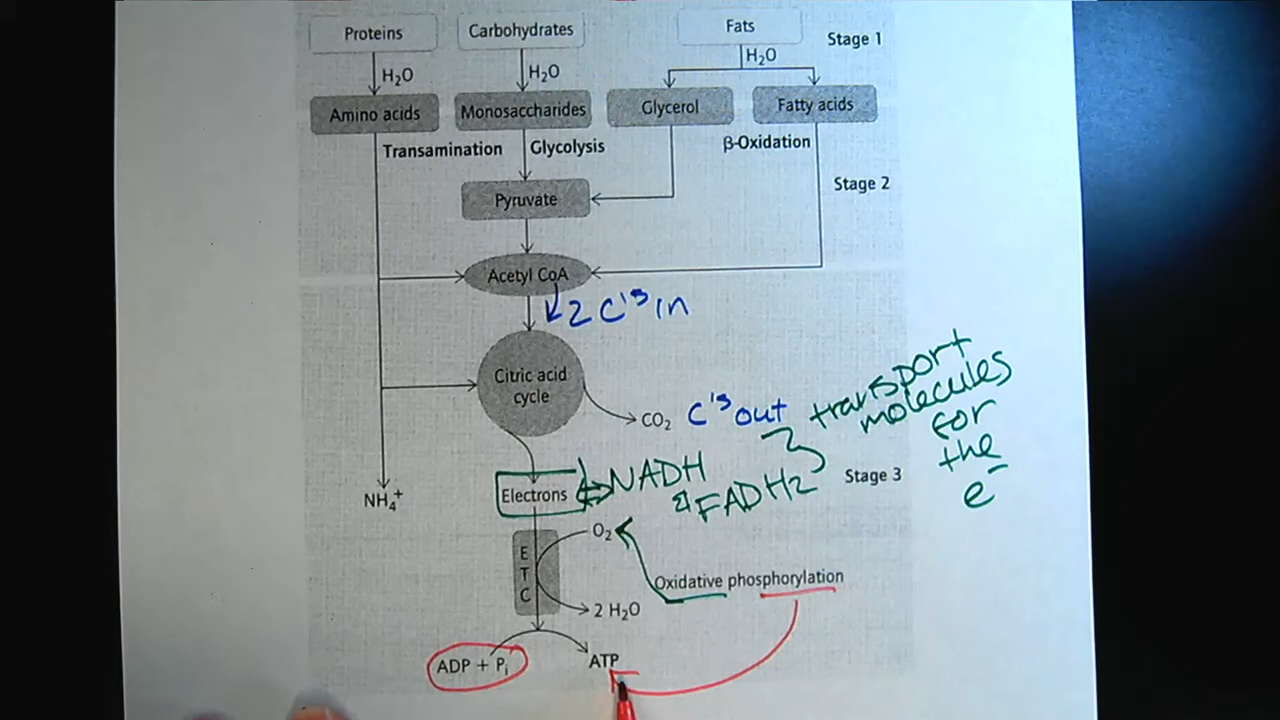 Proteins
Carbohydrates
Fats
Stage 1
H₂O
H₂O
H₂O
Amino acids
Monosaccharides
Glycerol
Fatty acids
Transamination
Glycolysis
β-Oxidation
Stage 2
Pyruvate
Acetyl CoA
2 C's in
Citric acid
cycle
CO₂
C's out
transport
molecules
for
the
e⁻
NH₄⁺
Electrons
NADH
& FADH2
Stage 3
E
T
C
O₂
Oxidative phosphorylation
2 H₂O
ADP + Pᵢ
ATP